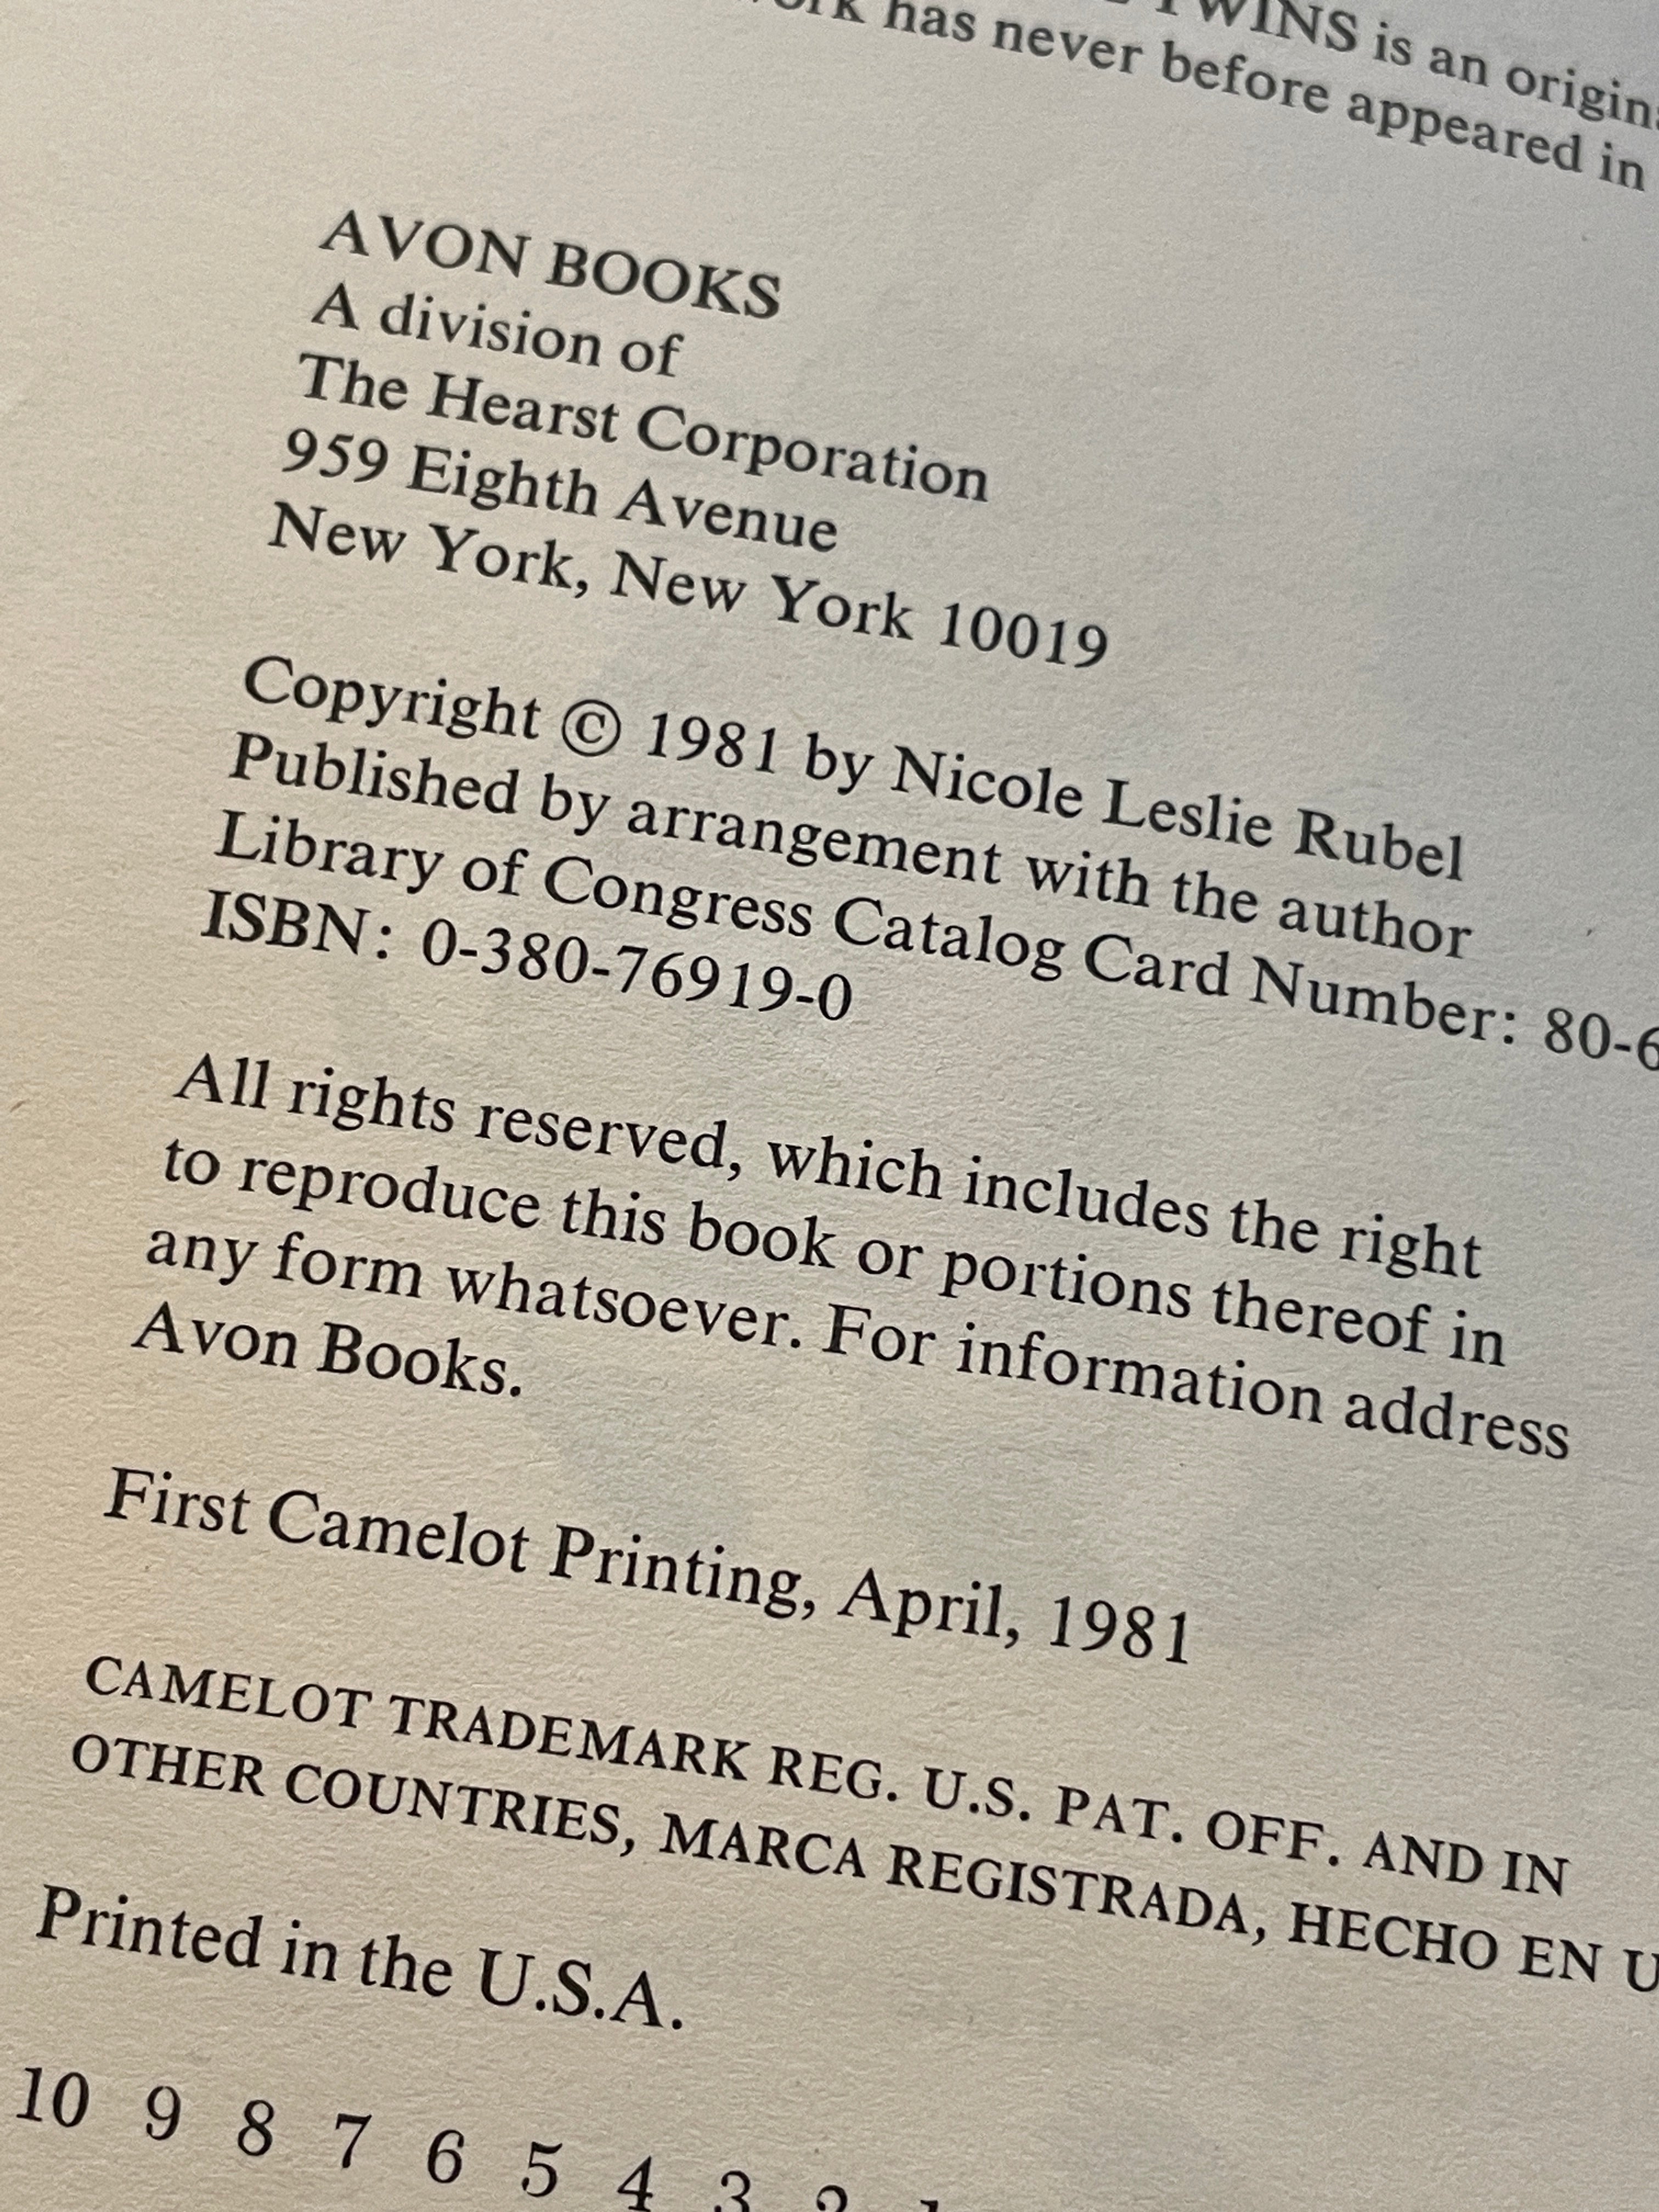 TWINS is an
has never before appeared in
AVON BOOKS
A division of
The Hearst Corporation
959 Eighth Avenue
New York, New York 10019
Copyright © 1981 by Nicole Leslie Rubel
Published by arrangement with the author
Library of Congress Catalog Card Number: 80-6
ISBN: 0-380-76919-0
All rights reserved, which includes the right
to reproduce this book or portions thereof in
any form whatsoever. For information address
Avon Books.
First Camelot Printing, April, 1981
CAMELOT TRADEMARK REG. U.S. PAT. OFF. AND IN
OTHER COUNTRIES, MARCA REGISTRADA, HECHO EN U
Printed in the U.S.A.
10 9 8 7 6 5 4 3 2